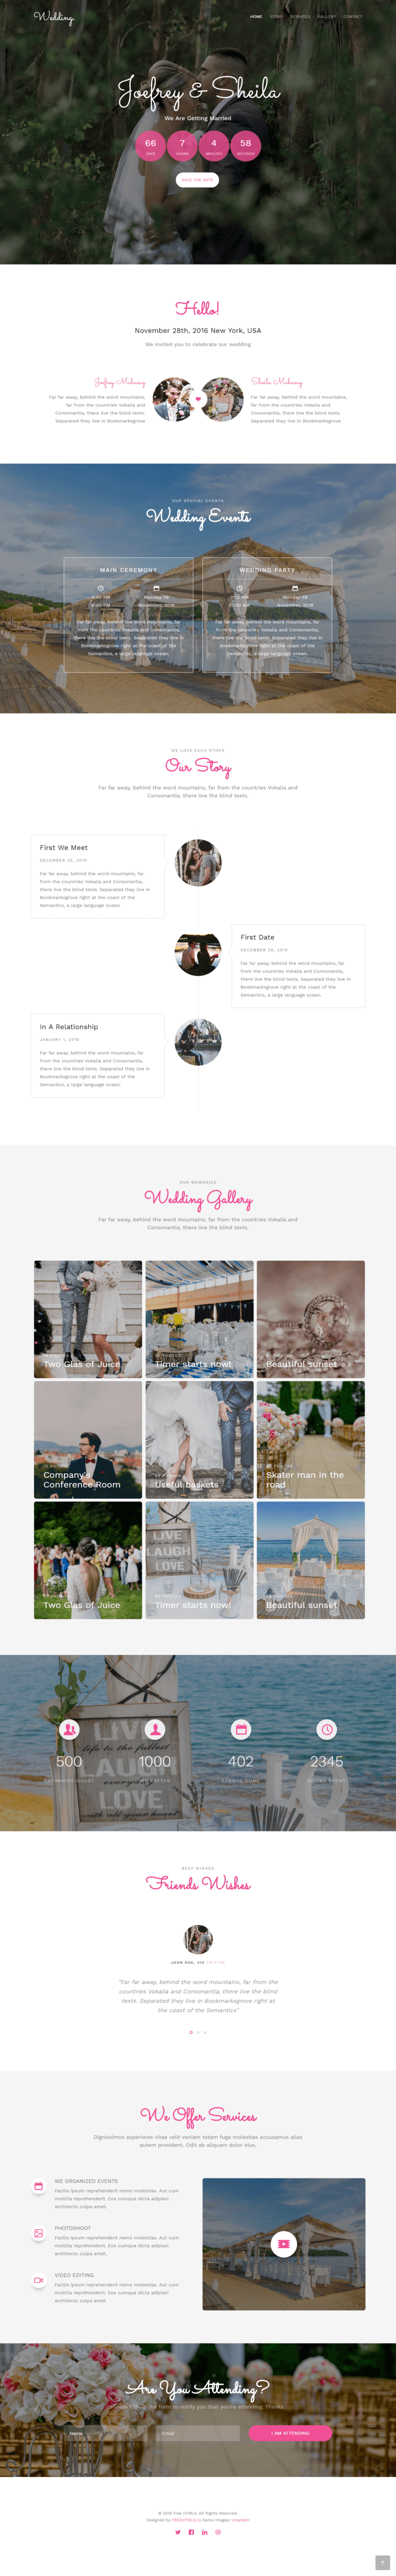 Wedding.
HOME STORY SERVICES GALLERY CONTACT
Joefrey & Sheila
We Are Getting Married
66 7 4 58
DAYS HOURS MINUTES SECONDS
SAVE THE DATE
Hello!
November 28th, 2016 New York, USA
We invited you to celebrate our wedding
Joefrey Mahusay
Far far away, behind the word mountains,
far from the countries Vokalia and
Consonantia, there live the blind texts.
Separated they live in Bookmarksgrove
Sheila Mahusay
Far far away, behind the word mountains,
far from the countries Vokalia and
Consonantia, there live the blind texts.
Separated they live in Bookmarksgrove
OUR SPECIAL EVENTS
Wedding Events
MAIN CEREMONY
Monday 28
November, 2016
Far far away, behind the word mountains, far
from the countries Vokalia and Consonantia,
there live the blind texts. Separated they live in
Bookmarksgrove right at the coast of the
Semantics, a large language ocean.
WEDDING PARTY
Monday 28
November, 2016
Far far away, behind the word mountains, far
from the countries Vokalia and Consonantia,
there live the blind texts. Separated they live in
Bookmarksgrove right at the coast of the
Semantics, a large language ocean.
WE LOVE EACH OTHER
Our Story
Far far away, behind the word mountains, far from the countries Vokalia and
Consonantia, there live the blind texts.
First We Meet
DECEMBER 25, 2015
Far far away, behind the word mountains, far
from the countries Vokalia and Consonantia,
there live the blind texts. Separated they live in
Bookmarksgrove right at the coast of the
Semantics, a large language ocean.
First Date
DECEMBER 28, 2015
Far far away, behind the word mountains, far
from the countries Vokalia and Consonantia,
there live the blind texts. Separated they live in
Bookmarksgrove right at the coast of the
Semantics, a large language ocean.
In A Relationship
JANUARY 1, 2016
Far far away, behind the word mountains, far
from the countries Vokalia and Consonantia,
there live the blind texts. Separated they live in
Bookmarksgrove right at the coast of the
Semantics, a large language ocean.
OUR MEMORIES
Wedding Gallery
Far far away, behind the word mountains, far from the countries Vokalia and
Consonantia, there live the blind texts.
Two Glas of Juice
Timer starts now!
Beautiful sunset
Company's
Conference Room
Useful baskets
Skater man in the
road
Two Glas of Juice
Timer starts now!
Beautiful sunset
LIVE
LAUGH
LOVE
500 1000 402 2345
ESTIMATED GUEST
EVENTS DONE
HOURS SPENT
life to the fullest
everyday
LOVE
with all your heart
BEST WISHES
Friends Wishes
JOHN DOE, VIA TWITTER
"Far far away, behind the word mountains, far from the
countries Vokalia and Consonantia, there live the blind
texts. Separated they live in Bookmarksgrove right at
the coast of the Semantics"
We Offer Services
Dignissimos asperiores vitae velit veniam totam fuga molestias accusamus alias
autem provident. Odit ab aliquam dolor eius.
WE ORGANIZED EVENTS
Facilis ipsum reprehenderit nemo molestias. Aut cum
mollitia reprehenderit. Eos cumque dicta adipisci
architecto culpa amet.
PHOTOSHOOT
Facilis ipsum reprehenderit nemo molestias. Aut cum
mollitia reprehenderit. Eos cumque dicta adipisci
architecto culpa amet.
VIDEO EDITING
Facilis ipsum reprehenderit nemo molestias. Aut cum
mollitia reprehenderit. Eos cumque dicta adipisci
architecto culpa amet.
Are You Attending?
Please Fill-up the form to notify you that you're attending. Thanks.
Name Email I AM ATTENDING
© 2016 Free HTML5. All Rights Reserved.
Designed by FREEHTML5.co Demo Images: Unsplash